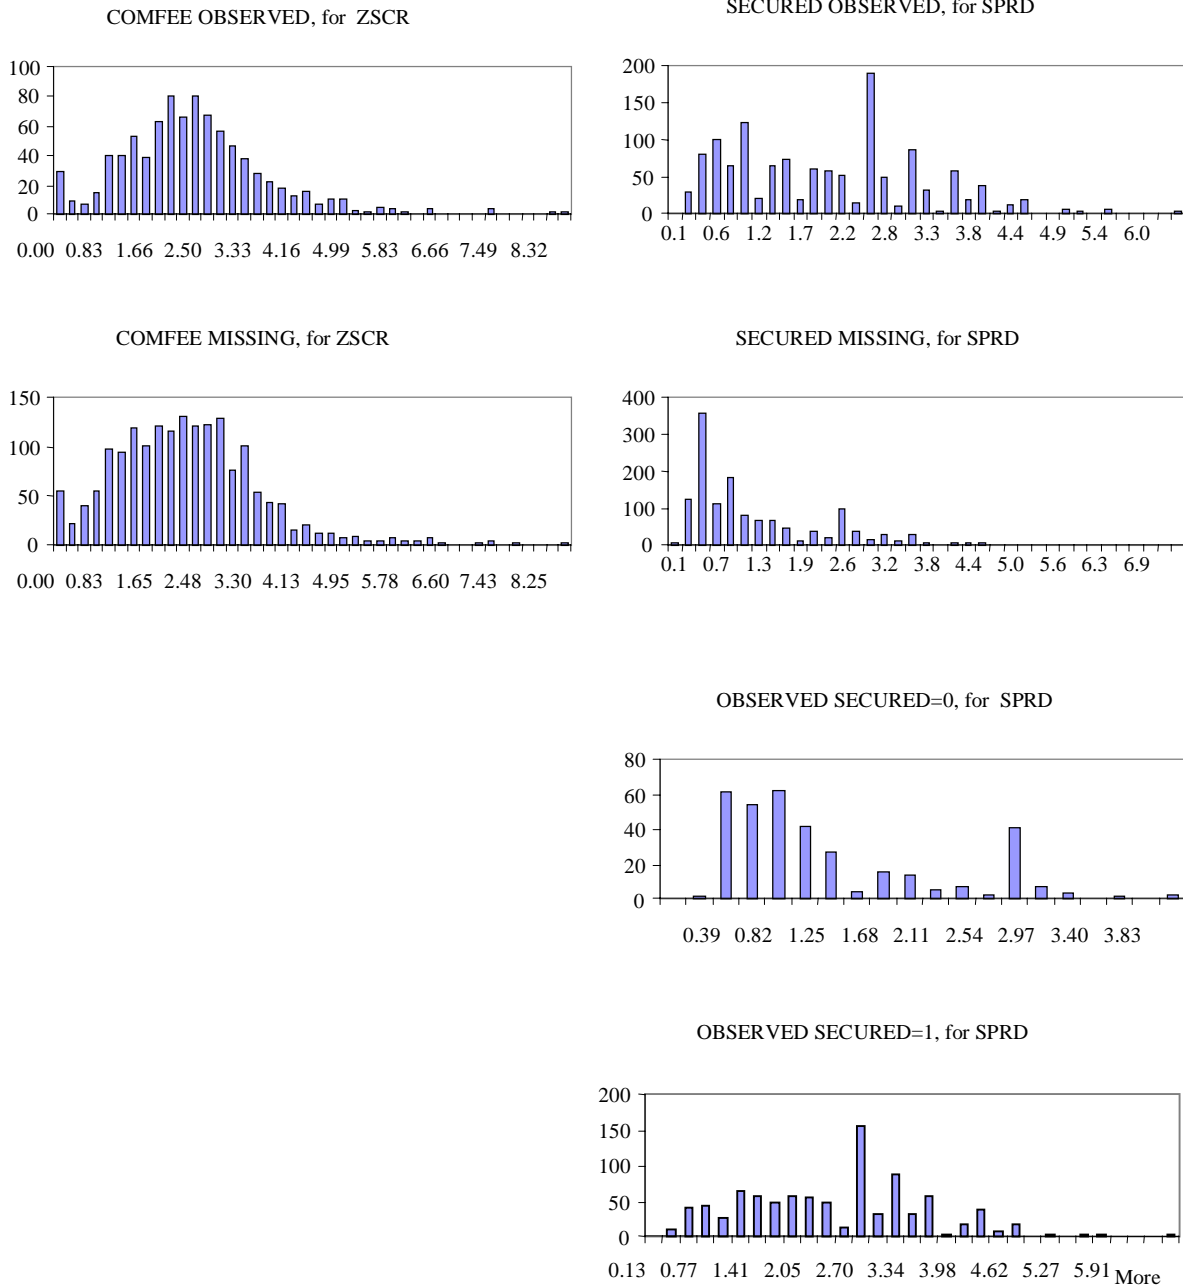 COMFEE OBSERVED, for ZSCR
100
80
60
40
20
0
0.00 0.83 1.66 2.50 3.33 4.16 4.99 5.83 6.66 7.49 8.32
SECURED OBSERVED, for SPRD
200
150
100
50
0
0.1 0.6 1.2 1.7 2.2 2.8 3.3 3.8 4.4 4.9 5.4 6.0
COMFEE MISSING, for ZSCR
150
100
50
0
0.00 0.83 1.65 2.48 3.30 4.13 4.95 5.78 6.60 7.43 8.25
SECURED MISSING, for SPRD
400
300
200
100
0
0.1 0.7 1.3 1.9 2.6 3.2 3.8 4.4 5.0 5.6 6.3 6.9
OBSERVED SECURED=0, for SPRD
80
60
40
20
0
0.39 0.82 1.25 1.68 2.11 2.54 2.97 3.40 3.83
OBSERVED SECURED=1, for SPRD
200
150
100
50
0
0.13 0.77 1.41 2.05 2.70 3.34 3.98 4.62 5.27 5.91 More